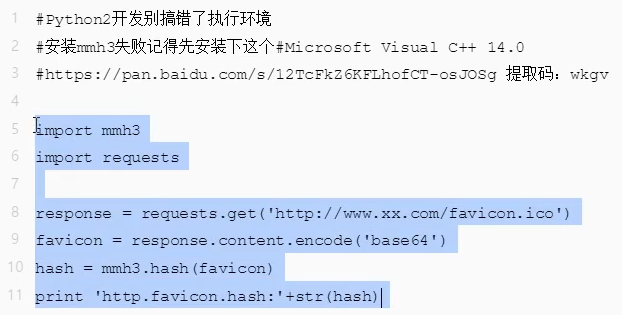 1 #Python2开发别搞错了执行环境
2 #安装mmh3失败记得先安装下这个#Microsoft Visual C++ 14.0
3 #https://pan.baidu.com/s/12TcFkZ6KFLhofCT-osJOSg 提取码：wkgv
4
5 import mmh3
6 import requests
7
8 response = requests.get('http://www.xx.com/favicon.ico')
9 favicon = response.content.encode('base64')
10 hash = mmh3.hash(favicon)
11 print 'http.favicon.hash:'+str(hash)